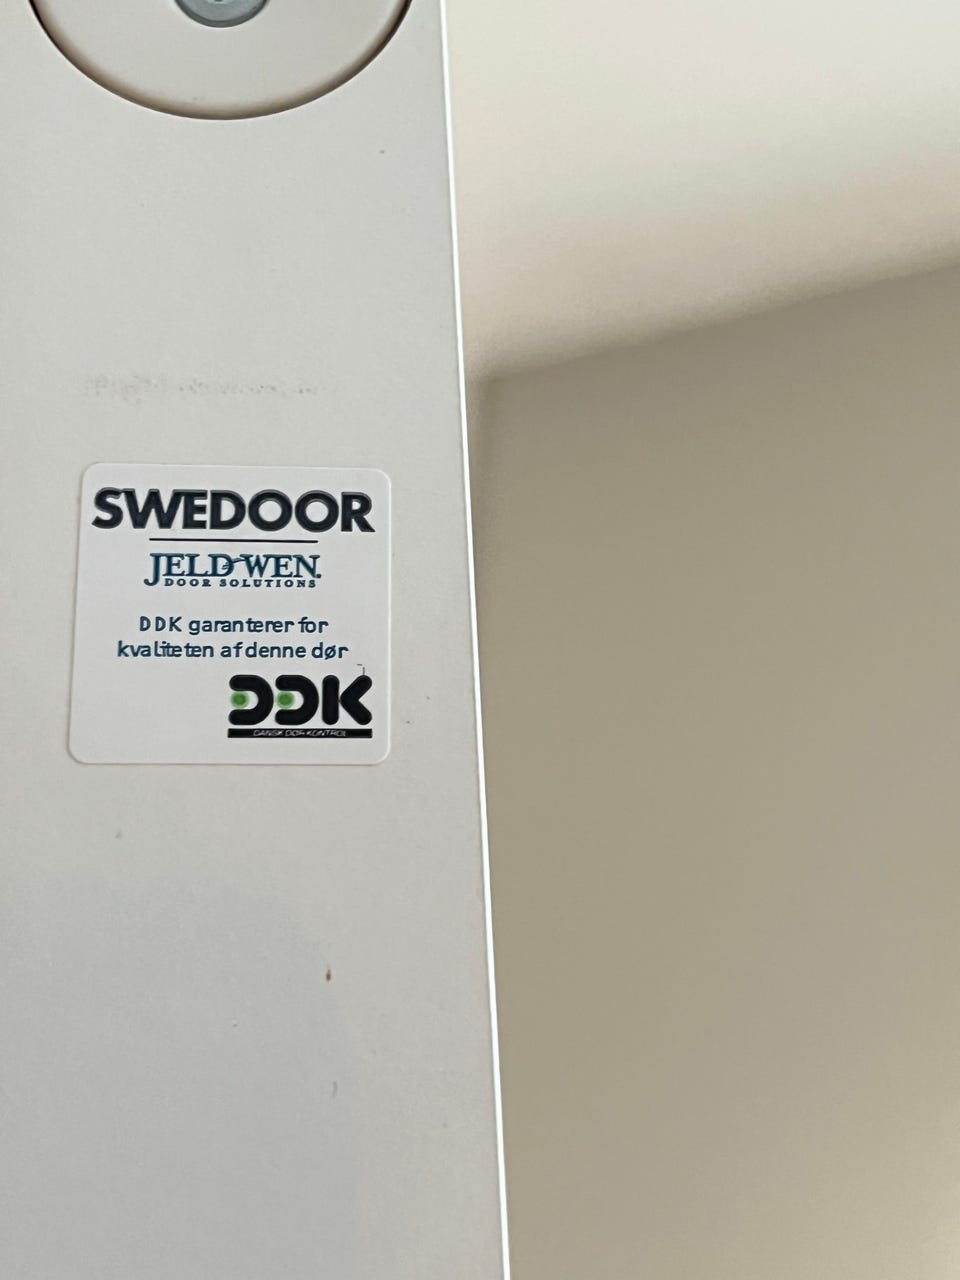 SWEDOOR
JELD-WEN.
DOOR SOLUTIONS
DDK garanterer for
kvaliteten af denne dør
DDK
DANSK DØR KONTROL